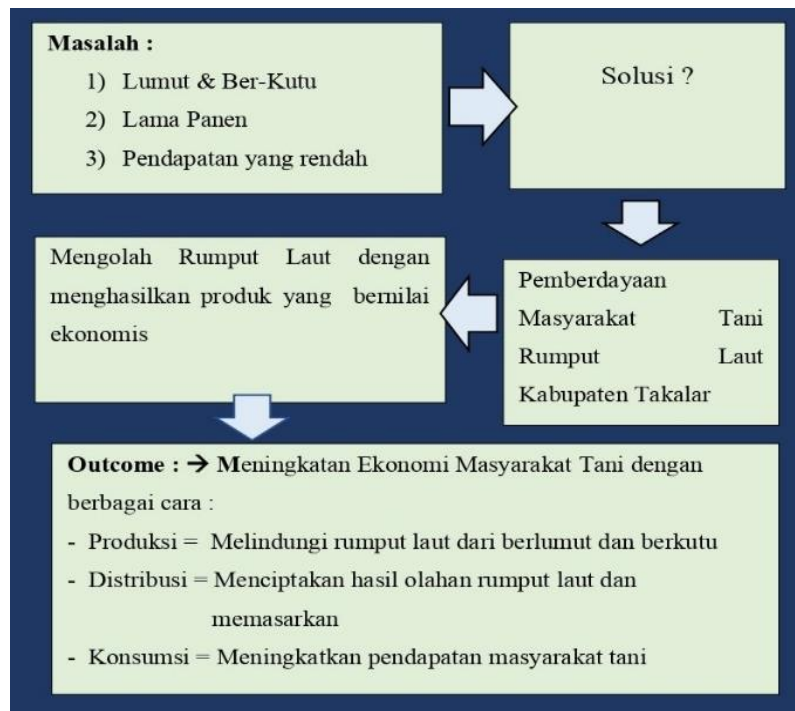 Masalah :
1) Lumut & Ber-Kutu
2) Lama Panen
3) Pendapatan yang rendah
Solusi ?
Pemberdayaan
Masyarakat Tani
Rumput Laut
Kabupaten Takalar
Mengolah Rumput Laut dengan
menghasilkan produk yang bernilai
ekonomis
Outcome : → Meningkatan Ekonomi Masyarakat Tani dengan
berbagai cara :
- Produksi = Melindungi rumput laut dari berlumut dan berkutu
- Distribusi = Menciptakan hasil olahan rumput laut dan
memasarkan
- Konsumsi = Meningkatkan pendapatan masyarakat tani